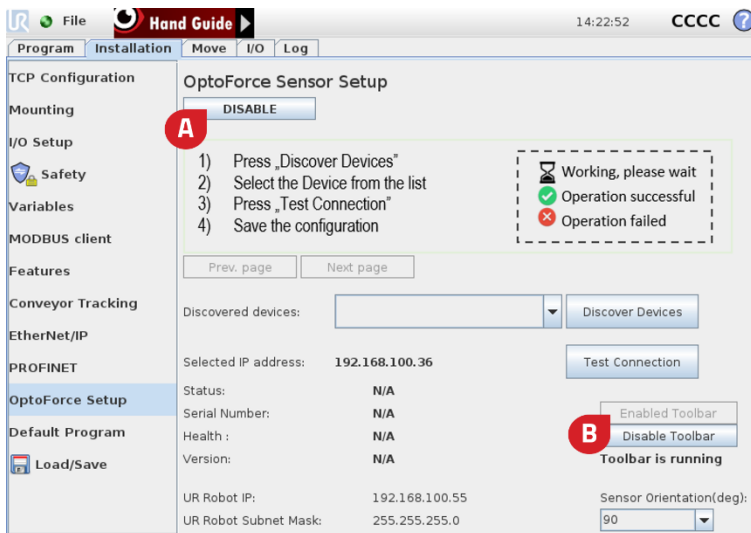 UR File Hand Guide 14:22:52 CCCC ?
Program Installation Move I/O Log
TCP Configuration
Mounting
I/O Setup
Safety
Variables
MODBUS client
Features
Conveyor Tracking
EtherNet/IP
PROFINET
OptoForce Setup
Default Program
Load/Save
OptoForce Sensor Setup
DISABLE
A
1) Press „Discover Devices”
2) Select the Device from the list
3) Press „Test Connection”
4) Save the configuration
Working, please wait
Operation successful
Operation failed
Prev. page Next page
Discovered devices: Discover Devices
Selected IP address: 192.168.100.36 Test Connection
Status: N/A
Serial Number: N/A Enabled Toolbar
Health : N/A B Disable Toolbar
Version: N/A Toolbar is running
UR Robot IP: 192.168.100.55 Sensor Orientation(deg):
UR Robot Subnet Mask: 255.255.255.0 90